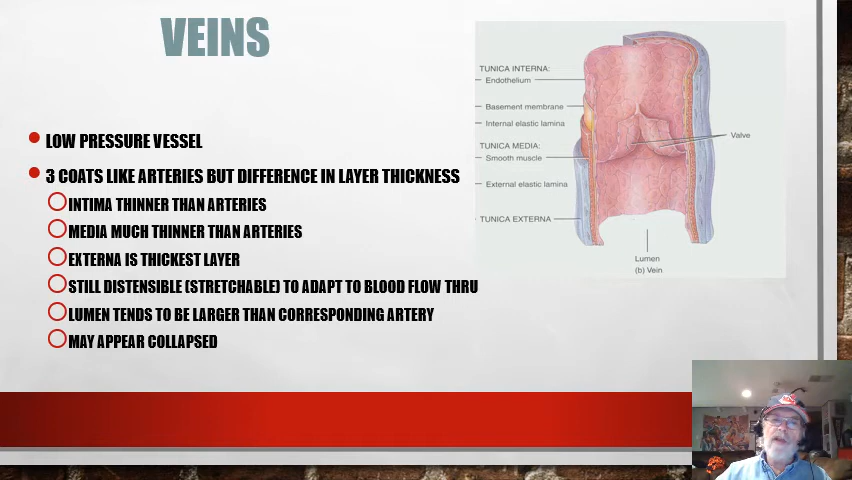 VEINS
LOW PRESSURE VESSEL
3 COATS LIKE ARTERIES BUT DIFFERENCE IN LAYER THICKNESS
INTIMA THINNER THAN ARTERIES
MEDIA MUCH THINNER THAN ARTERIES
EXTERNA IS THICKEST LAYER
STILL DISTENSIBLE (STRETCHABLE) TO ADAPT TO BLOOD FLOW THRU
LUMEN TENDS TO BE LARGER THAN CORRESPONDING ARTERY
MAY APPEAR COLLAPSED
TUNICA INTERNA:
Endothelium
Basement membrane
Internal elastic lamina
Valve
TUNICA MEDIA:
Smooth muscle
External elastic lamina
TUNICA EXTERNA
Lumen
(b) Vein